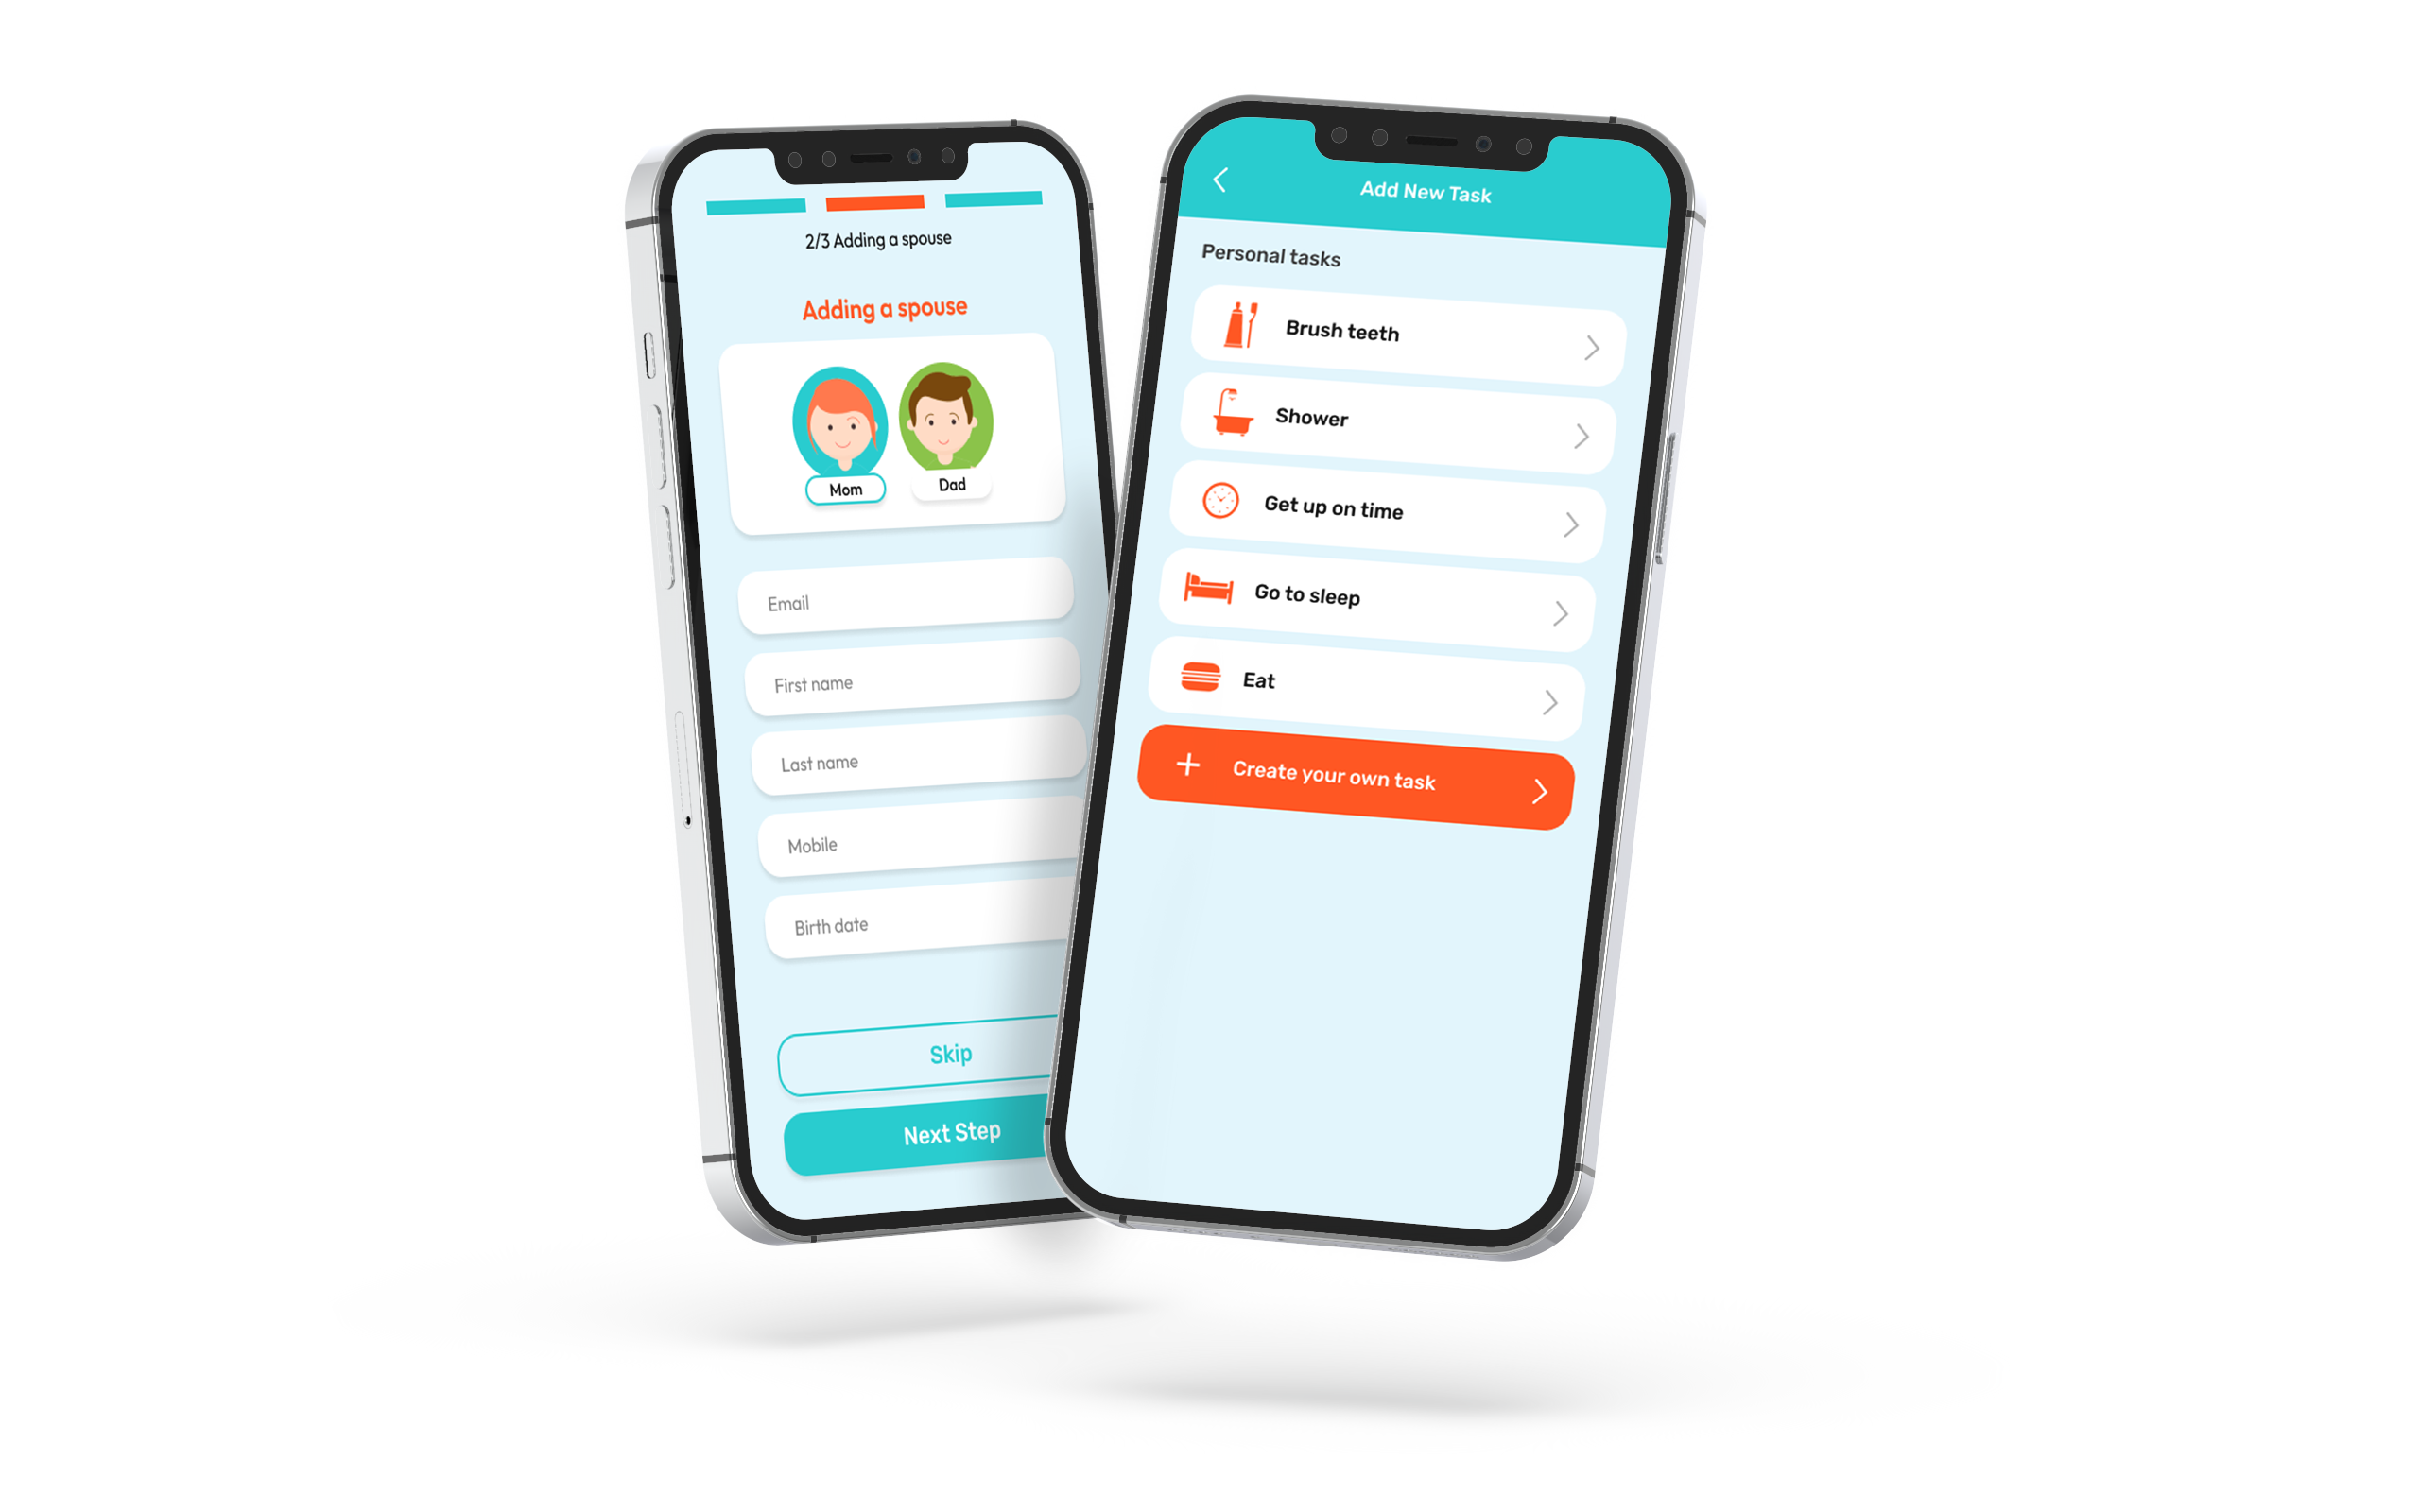 2/3 Adding a spouse
Adding a spouse
Mom
Dad
Email
First name
Last name
Mobile
Birth date
Skip
Next Step
Add New Task
Personal tasks
Brush teeth
Shower
Get up on time
Go to sleep
Eat
Create your own task